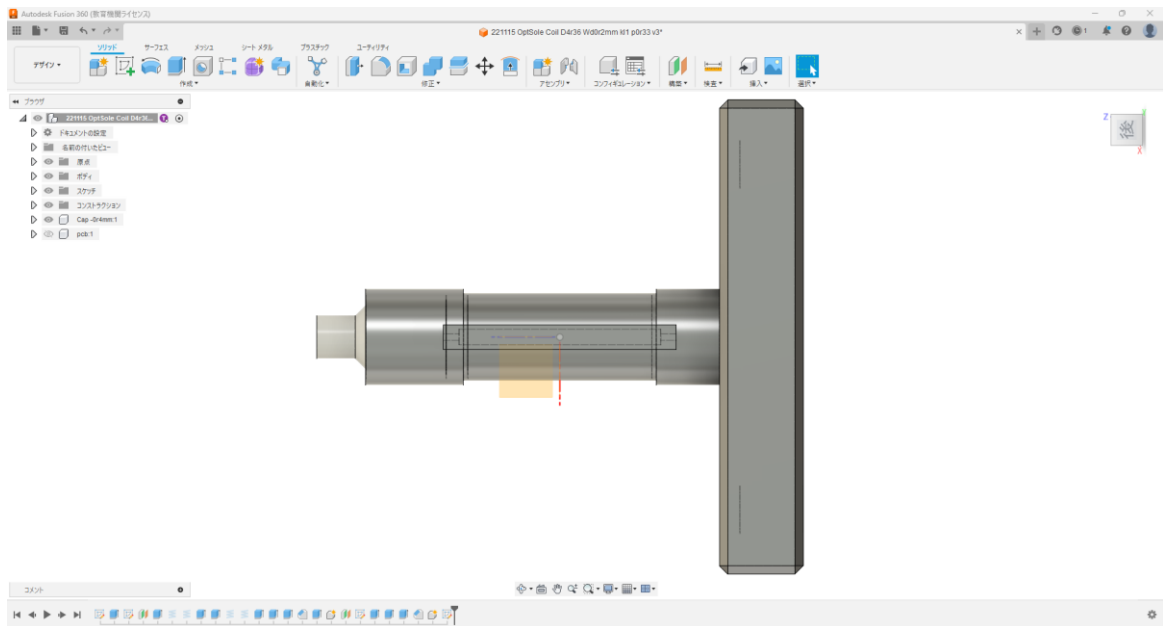 Autodesk Fusion 360 (教育機関ライセンス)
221115 OptSole Coil D4r36 Wd0r2mm kl1 p0r33 v3*
1
デザイン
ソリッド サーフェス メッシュ シート メタル プラスチック ユーティリティ
作成 自動化 修正 アセンブリ コンフィギュレーション 構築 検査 挿入 選択
ブラウザ
221115 OptSole Coil D4r3(...
ドキュメントの設定
名前の付いたビュー
原点
ボディ
スケッチ
コンストラクション
Cap -0r4mm:1
pcb:1
Z
X
コメント